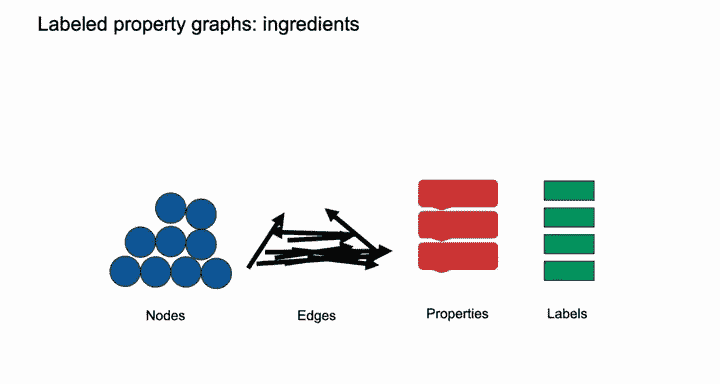 Labeled property graphs: ingredients
Nodes
Edges
Properties
Labels